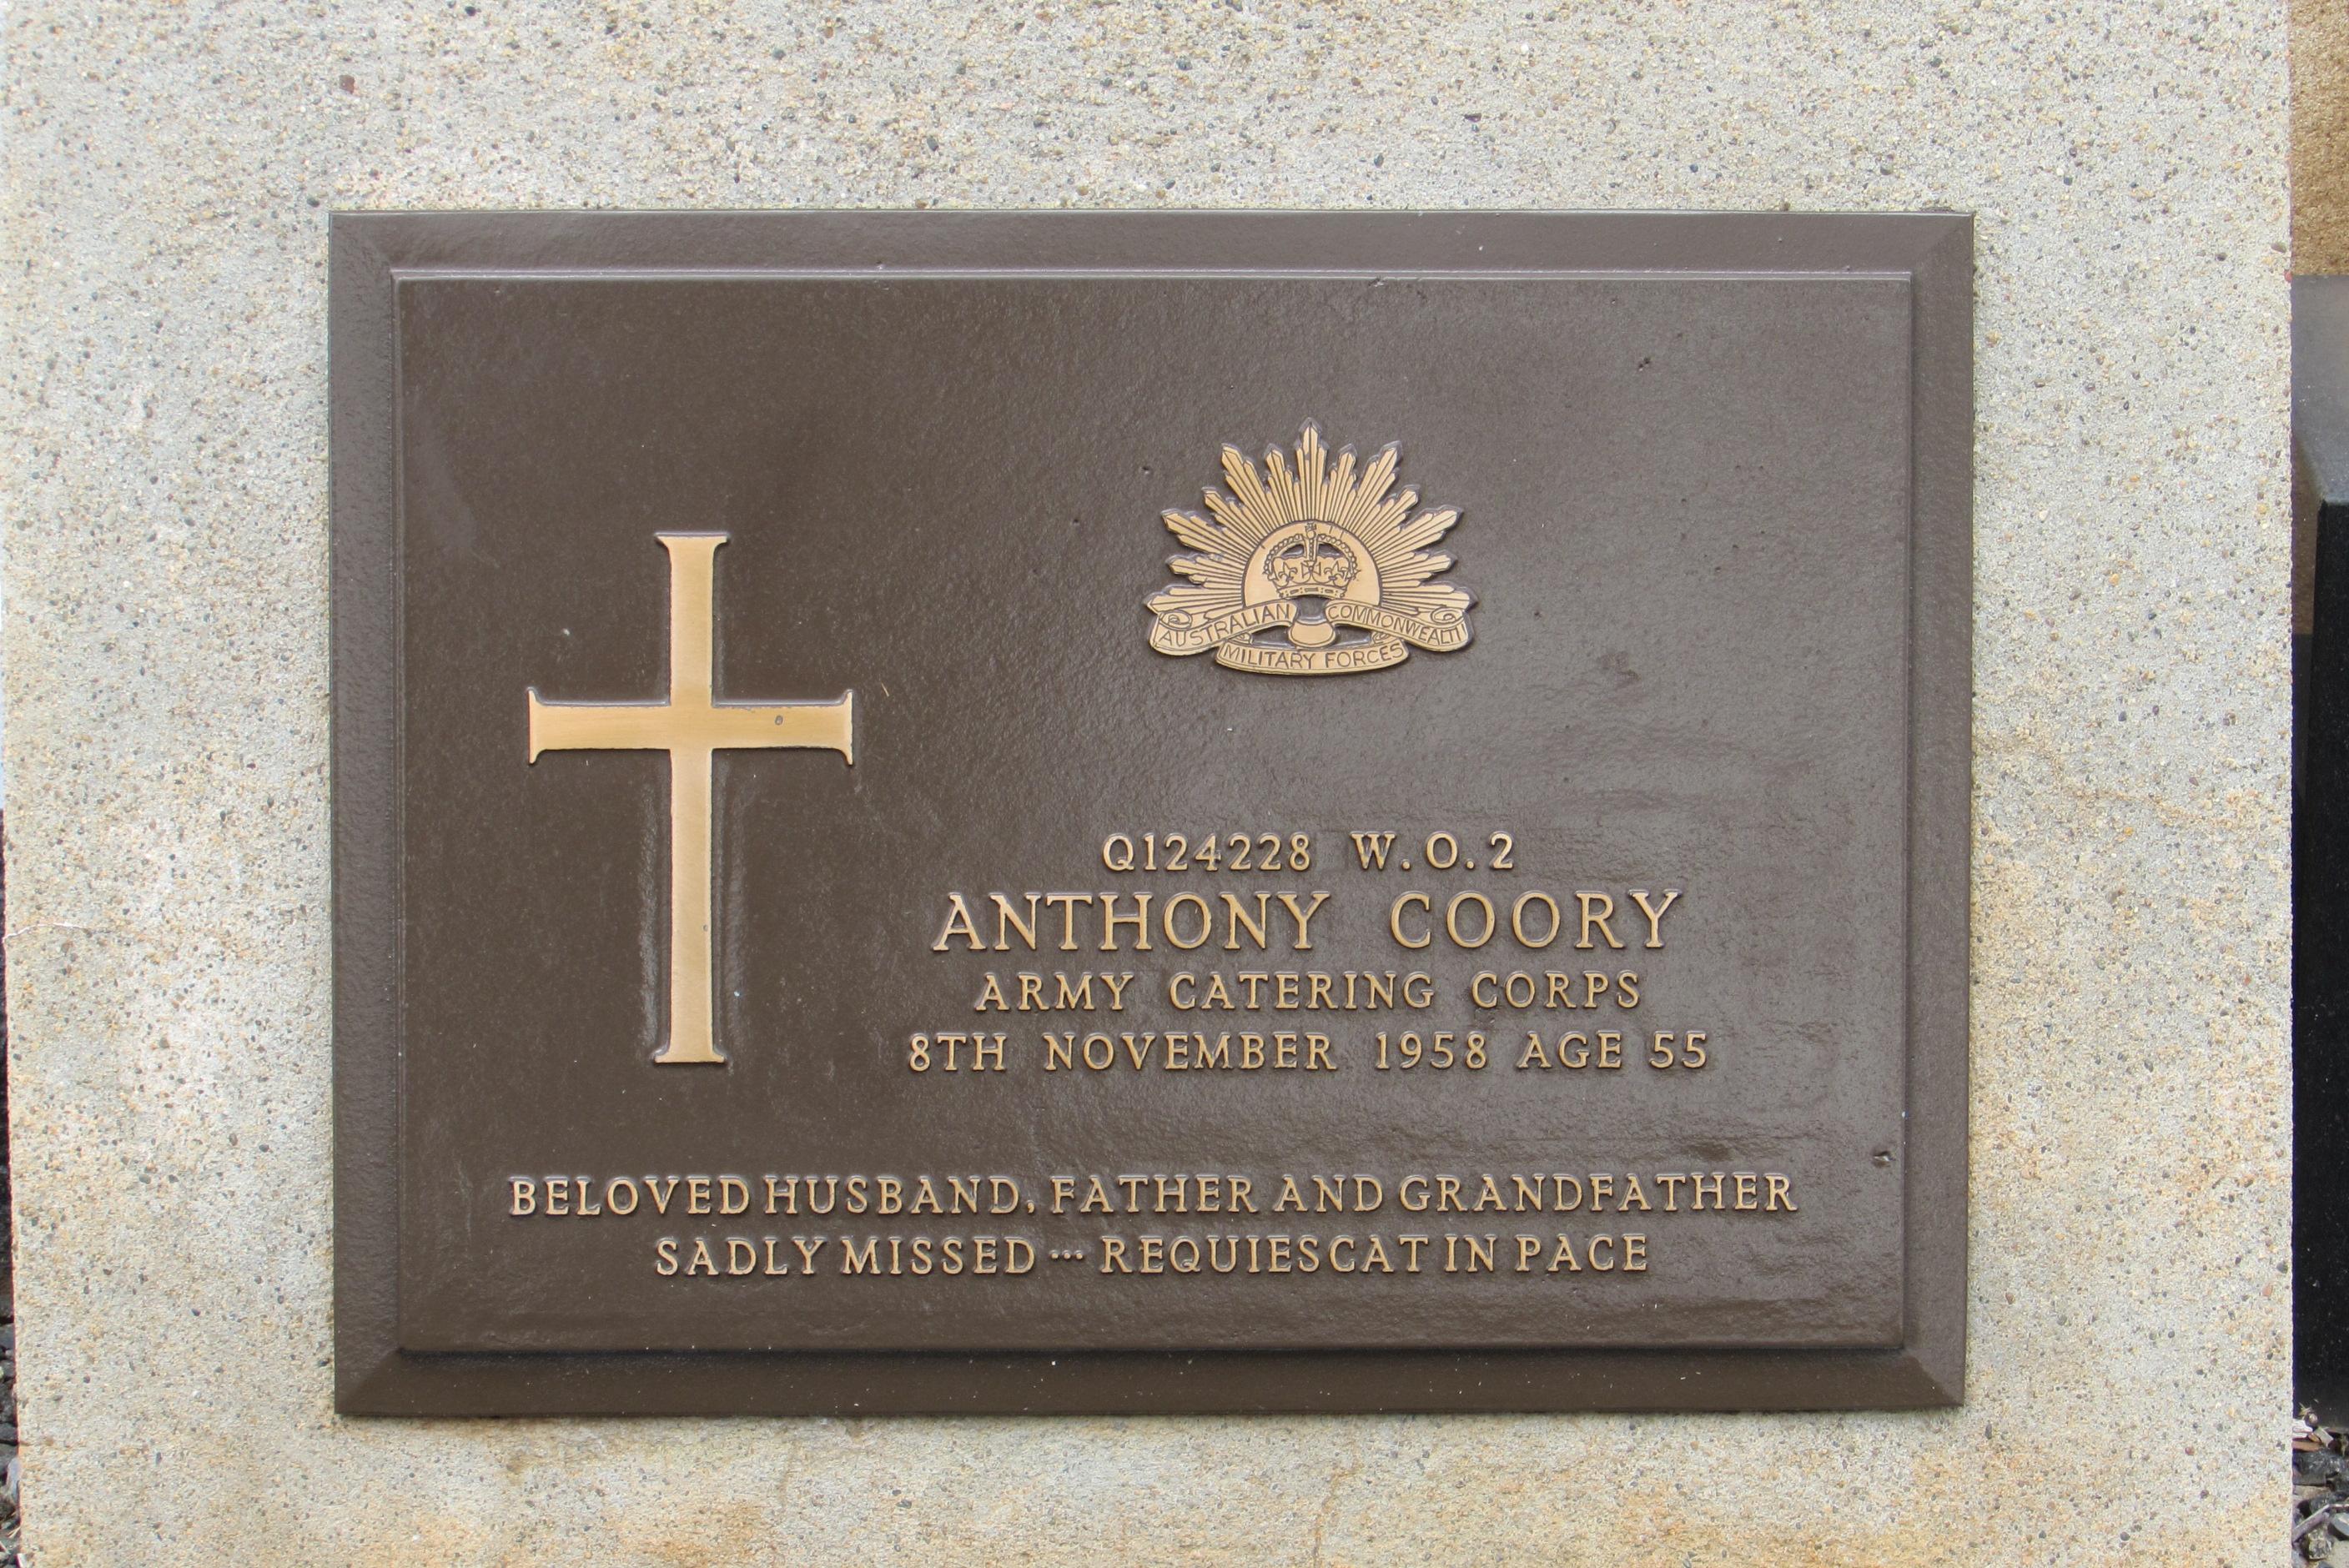 AUSTRALIAN COMMONWEALTH
MILITARY FORCES
Q124228 W.O.2
ANTHONY COORY
ARMY CATERING CORPS
8TH NOVEMBER 1958 AGE 55
BELOVED HUSBAND, FATHER AND GRANDFATHER
SADLY MISSED ··· REQUIESCAT IN PACE